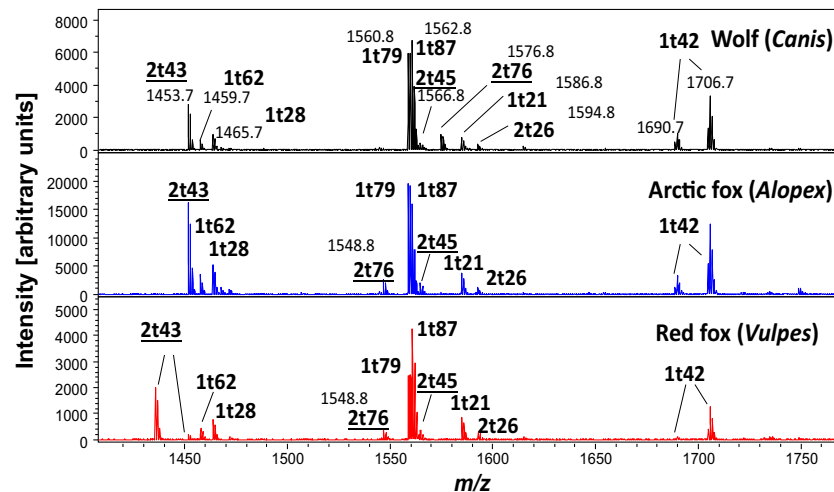 Intensity [arbitrary units]
8000
6000
4000
2000
0
Wolf (Canis)
2t43
1453.7
1t62
1459.7
1t28
1465.7
1560.8
1t79
1562.8
1t87
2t45
1566.8
1576.8
2t76
1586.8
1t21
1594.8
2t26
1t42
1690.7
1706.7
20000
15000
10000
5000
0
Arctic fox (Alopex)
2t43
1t62
1t28
1548.8
2t76
1t79
1t87
2t45
1t21
2t26
1t42
5000
4000
3000
2000
1000
0
Red fox (Vulpes)
2t43
1t62
1t28
1548.8
2t76
1t79
1t87
2t45
1t21
2t26
1t42
1450 1500 1550 1600 1650 1700 1750
m/z